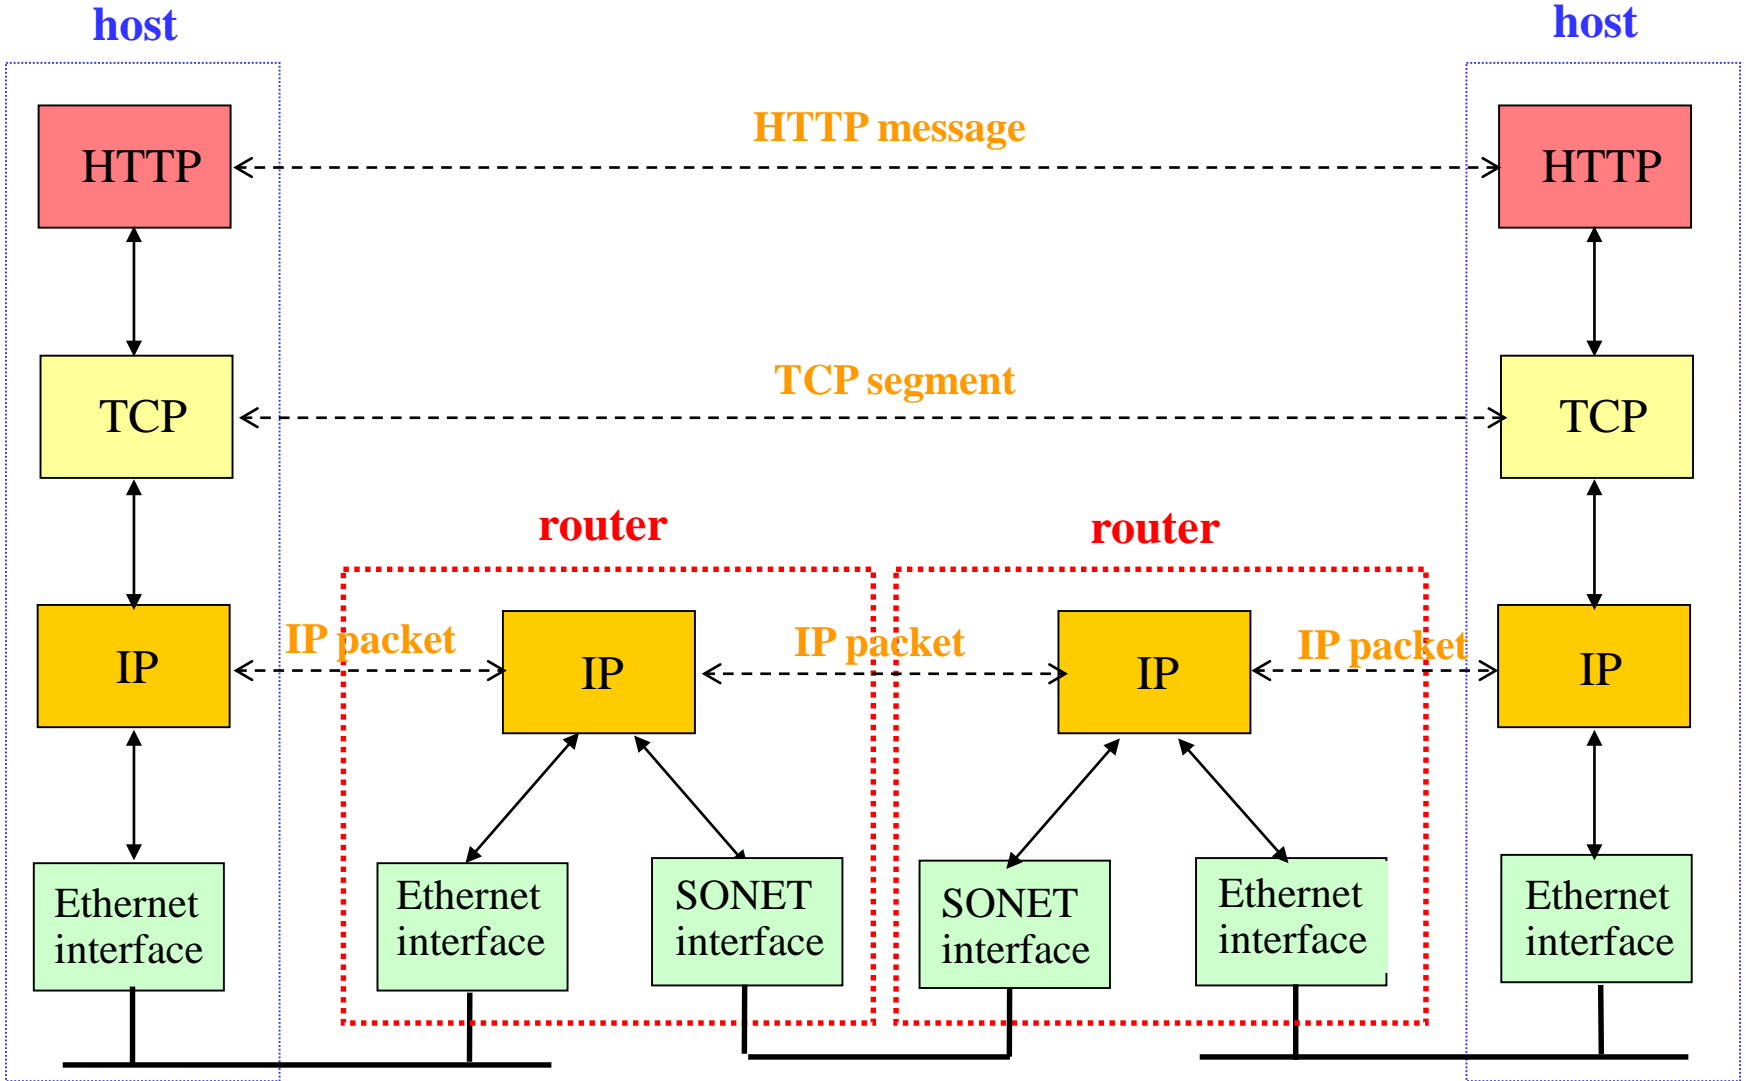 host
host
HTTP
HTTP message
HTTP
TCP
TCP segment
TCP
router
router
IP
IP packet
IP
IP packet
IP
IP packet
IP
Ethernet
interface
Ethernet
interface
SONET
interface
SONET
interface
Ethernet
interface
Ethernet
interface